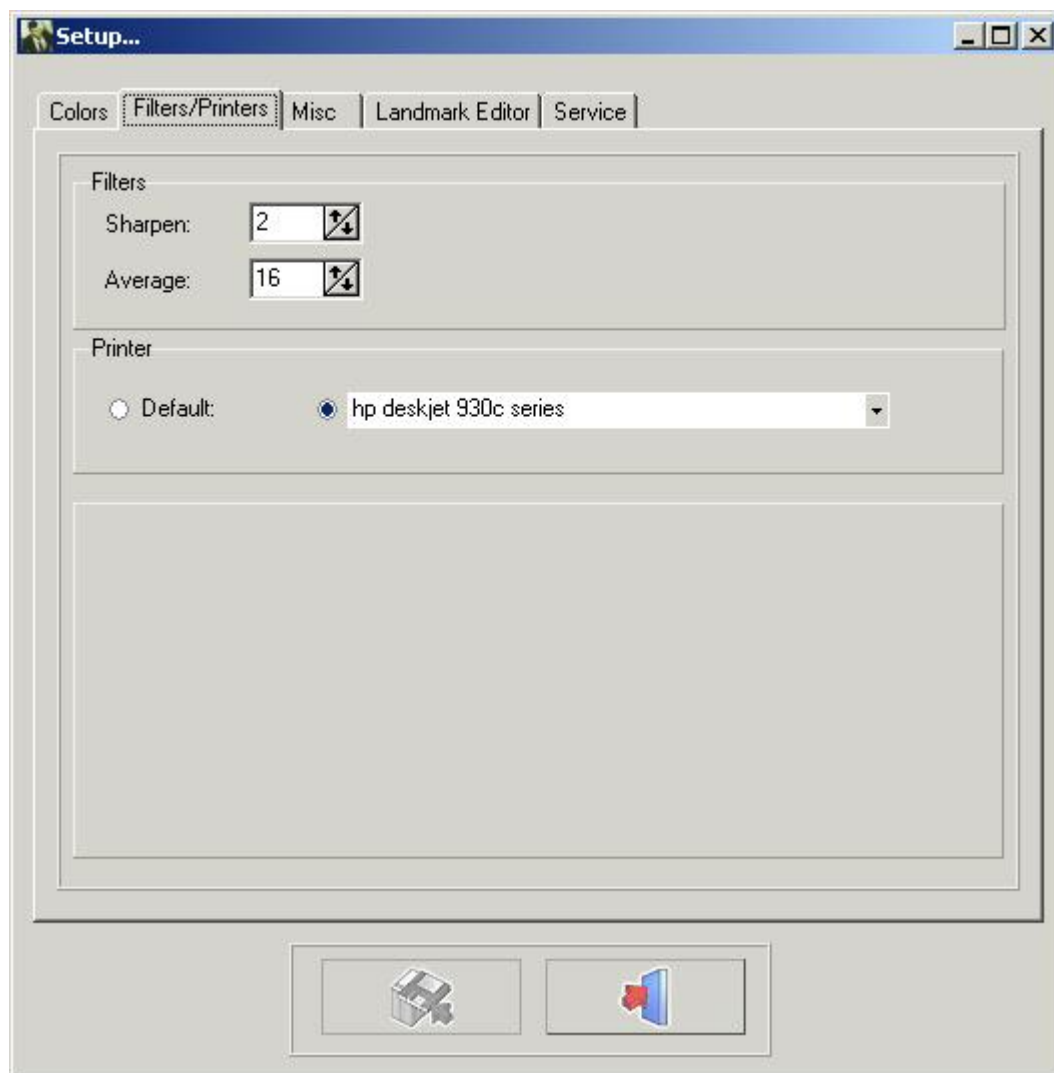 Setup...
Colors Filters/Printers Misc Landmark Editor Service
Filters
Sharpen: 2
Average: 16
Printer
Default: hp deskjet 930c series